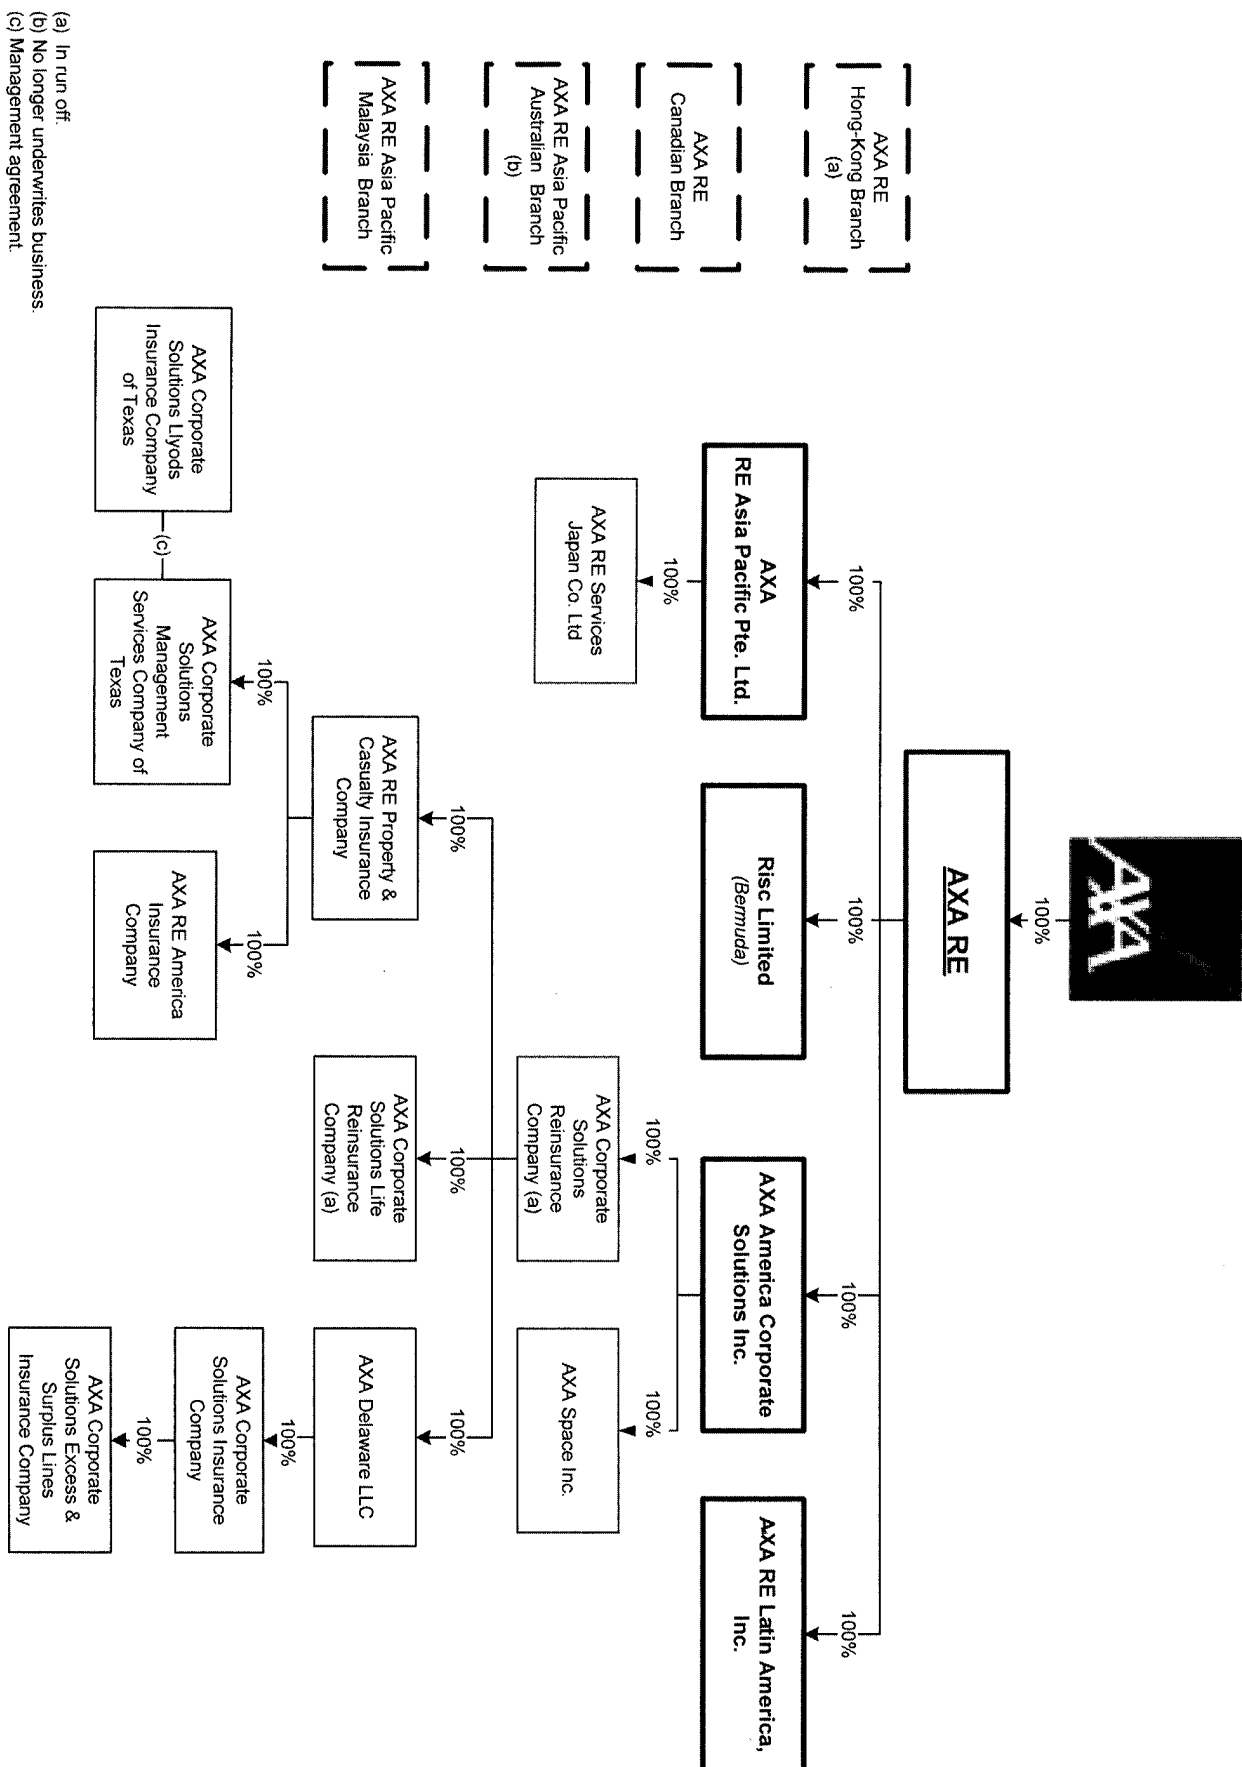 AXA
100%
AXA RE
AXA RE
Hong-Kong Branch
(a)
100%
100%
100%
100%
AXA RE
Canadian Branch
AXA
RE Asia Pacific Pte. Ltd.
Risc Limited
(Bermuda)
AXA America Corporate
Solutions Inc.
AXA RE Latin America,
Inc.
100%
100%
100%
AXA RE Asia Pacific
Australian Branch
(b)
AXA RE Services
Japan Co. Ltd
AXA Corporate
Solutions
Reinsurance
Company (a)
AXA Space Inc.
100%
100%
100%
AXA RE Asia Pacific
Malaysia Branch
AXA RE Property &
Casualty Insurance
Company
AXA Corporate
Solutions Life
Reinsurance
Company (a)
AXA Delaware LLC
100%
100%
100%
AXA Corporate
Solutions Llyods
Insurance Company
of Texas
(c)
AXA Corporate
Solutions
Management
Services Company of
Texas
AXA RE America
Insurance
Company
AXA Corporate
Solutions Insurance
Company
100%
AXA Corporate
Solutions Excess &
Surplus Lines
Insurance Company
(a) In run off.
(b) No longer underwrites business.
(c) Management agreement.